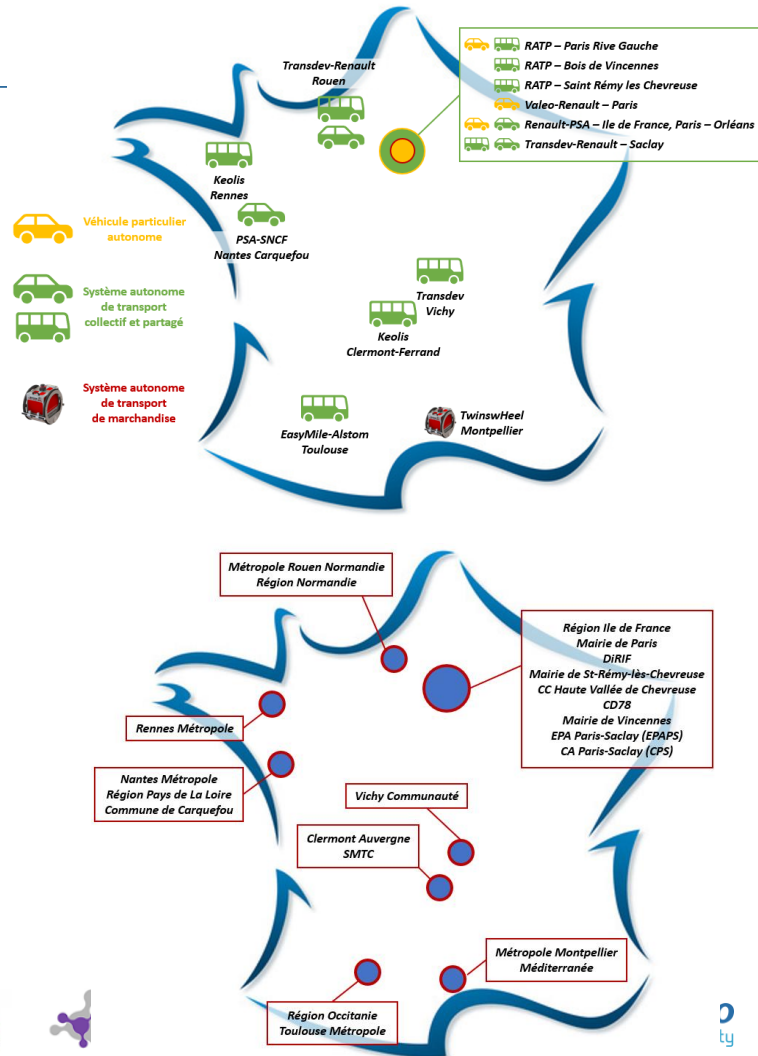 Transdev-Renault
Rouen
RATP – Paris Rive Gauche
RATP – Bois de Vincennes
RATP – Saint Rémy les Chevreuse
Valeo-Renault – Paris
Renault-PSA – Ile de France, Paris – Orléans
Transdev-Renault – Saclay
Keolis
Rennes
Véhicule particulier
autonome
PSA-SNCF
Nantes Carquefou
Système autonome
de transport
collectif et partagé
Transdev
Vichy
Keolis
Clermont-Ferrand
Système autonome
de transport
de marchandise
EasyMile-Alstom
Toulouse
TwinswHeel
Montpellier
Métropole Rouen Normandie
Région Normandie
Région Ile de France
Mairie de Paris
DiRIF
Mairie de St-Rémy-lès-Chevreuse
CC Haute Vallée de Chevreuse
CD78
Mairie de Vincennes
EPA Paris-Saclay (EPAPS)
CA Paris-Saclay (CPS)
Rennes Métropole
Nantes Métropole
Région Pays de La Loire
Commune de Carquefou
Vichy Communauté
Clermont Auvergne
SMTC
Métropole Montpellier
Méditerranée
Région Occitanie
Toulouse Métropole